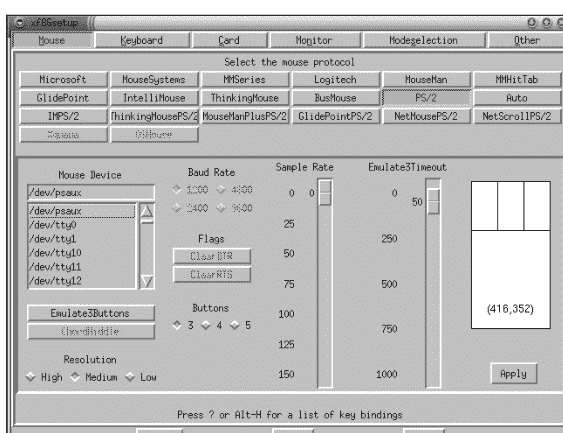 xf86setup
Mouse Keyboard Card Monitor Modeselection Other
Select the mouse protocol
Microsoft MouseSystems MMSeries Logitech MouseMan MMHitTab
GlidePoint IntelliMouse ThinkingMouse BusMouse PS/2 Auto
IMPS/2 ThinkingMousePS/2 MouseManPlusPS/2 GlidePointPS/2 NetMousePS/2 NetScrollPS/2
Xqueue OSMouse
Mouse Device
/dev/psaux
/dev/psaux
/dev/tty0
/dev/tty1
/dev/tty10
/dev/tty11
/dev/tty12
Emulate3Buttons
ChordMiddle
Resolution
High Medium Low
Baud Rate
1200 4800
2400 9600
Flags
ClearDTR
ClearRTS
Buttons
3 4 5
Sample Rate
0 0
25
50
75
100
125
150
Emulate3Timeout
0
50
250
500
750
1000
(416,352)
Apply
Press ? or Alt-H for a list of key bindings